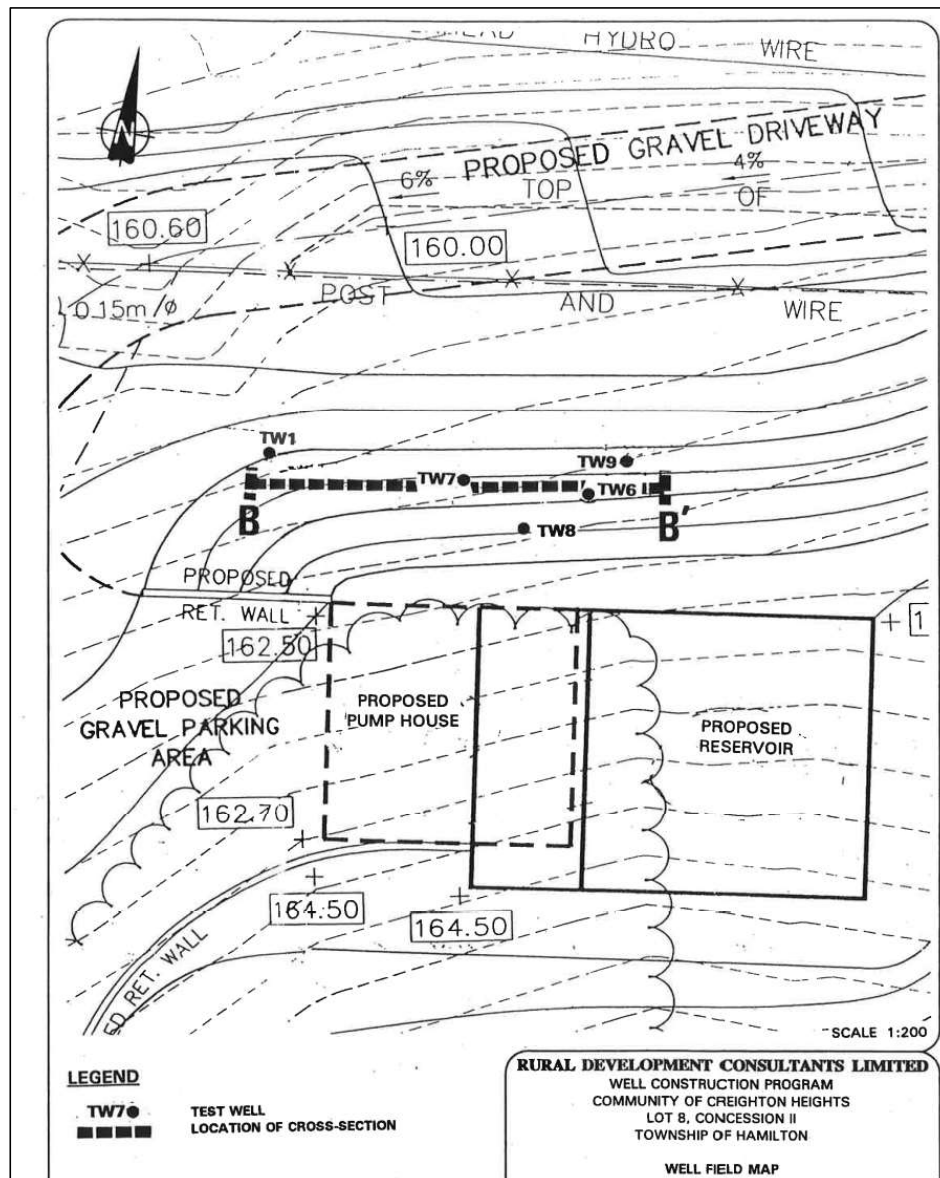 HYDRO WIRE
PROPOSED GRAVEL DRIVEWAY
6% TOP 4% OF
160.60
160.00
0.15m/ø POST AND WIRE
TW1
TW7
TW9
TW6
B
B'
TW8
PROPOSED
RET. WALL
162.50
PROPOSED
GRAVEL PARKING
AREA
PROPOSED
PUMP HOUSE
PROPOSED
RESERVOIR
162.70
164.50
164.50
RET. WALL
N
SCALE 1:200
LEGEND
TW7 TEST WELL
LOCATION OF CROSS-SECTION
RURAL DEVELOPMENT CONSULTANTS LIMITED
WELL CONSTRUCTION PROGRAM
COMMUNITY OF CREIGHTON HEIGHTS
LOT 8, CONCESSION II
TOWNSHIP OF HAMILTON
WELL FIELD MAP